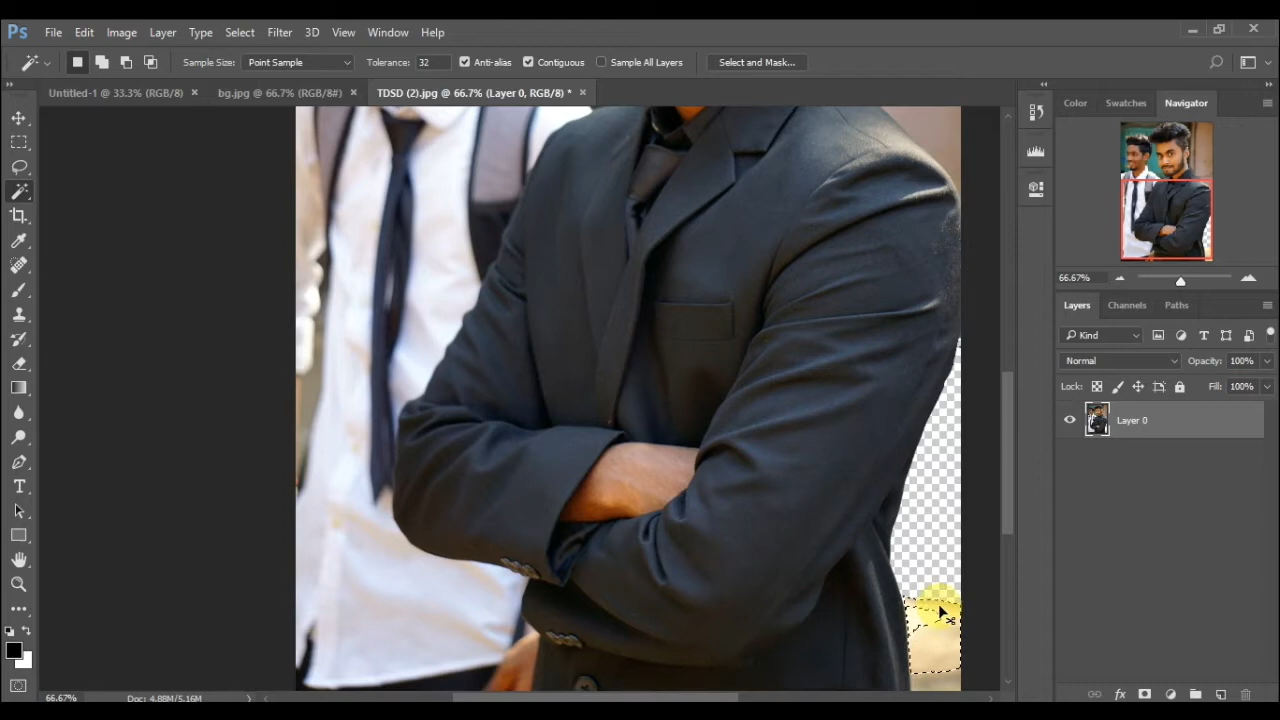 Ps File Edit Image Layer Type Select Filter 3D View Window Help
Sample Size: Point Sample Tolerance: 32 Anti-alias Contiguous Sample All Layers Select and Mask...
Untitled-1 @ 33.3% (RGB/8) × bg.jpg @ 66.7% (RGB/8#) × TDSD (2).jpg @ 66.7% (Layer 0, RGB/8) * ×
Color Swatches Navigator
66.67%
Layers Channels Paths
Kind
Normal Opacity: 100%
Lock: Fill: 100%
Layer 0
T
fx
66.67% Doc: 4.88M/5.16M